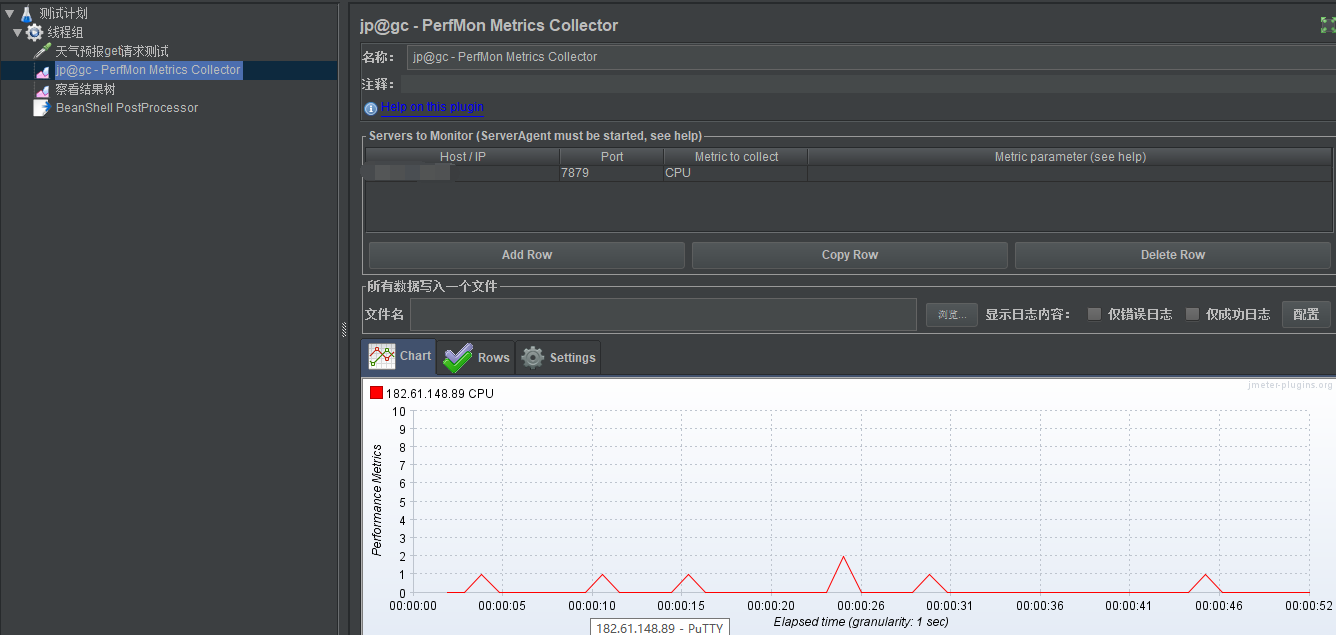 测试计划
线程组
天气预报get请求测试
jp@gc - PerfMon Metrics Collector
察看结果树
BeanShell PostProcessor
jp@gc - PerfMon Metrics Collector
名称： jp@gc - PerfMon Metrics Collector
注释：
Help on this plugin
Servers to Monitor (ServerAgent must be started, see help)
Host / IP Port Metric to collect Metric parameter (see help)
7879 CPU
Add Row Copy Row Delete Row
所有数据写入一个文件
文件名 浏览... 显示日志内容： 仅错误日志 仅成功日志 配置
Chart Rows Settings
jmeter-plugins.org
182.61.148.89 CPU
10
9
8
7
6
5
4
3
2
1
0
Performance Metrics
00:00:00 00:00:05 00:00:10 00:00:15 00:00:20 00:00:26 00:00:31 00:00:36 00:00:41 00:00:46 00:00:52
Elapsed time (granularity: 1 sec)
182.61.148.89 - PuTTY